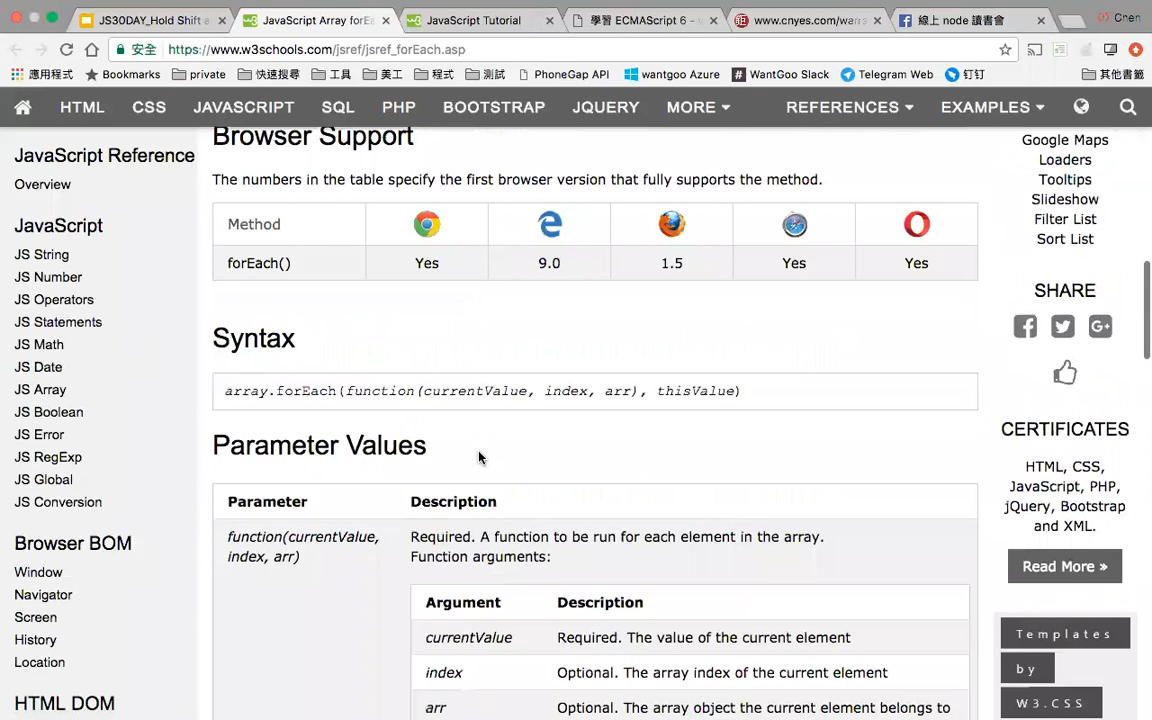 JS30DAY_Hold Shift a
JavaScript Array forEa
JavaScript Tutorial
學習 ECMAScript 6 -
www.cnyes.com/warra
線上 node 讀書會
Chen
安全 https://www.w3schools.com/jsref/jsref_forEach.asp
應用程式 Bookmarks private 快速搜尋 工具 美工 程式 測試 PhoneGap API wantgoo Azure WantGoo Slack Telegram Web 钉钉 其他書籤
HTML CSS JAVASCRIPT SQL PHP BOOTSTRAP JQUERY MORE REFERENCES EXAMPLES
JavaScript Reference
Overview
JavaScript
JS String
JS Number
JS Operators
JS Statements
JS Math
JS Date
JS Array
JS Boolean
JS Error
JS RegExp
JS Global
JS Conversion
Browser BOM
Window
Navigator
Screen
History
Location
HTML DOM
Browser Support
The numbers in the table specify the first browser version that fully supports the method.
Method
forEach() Yes 9.0 1.5 Yes Yes
Syntax
array.forEach(function(currentValue, index, arr), thisValue)
Parameter Values
Parameter Description
function(currentValue,
index, arr)
Required. A function to be run for each element in the array.
Function arguments:
Argument Description
currentValue Required. The value of the current element
index Optional. The array index of the current element
arr Optional. The array object the current element belongs to
Google Maps
Loaders
Tooltips
Slideshow
Filter List
Sort List
SHARE
CERTIFICATES
HTML, CSS,
JavaScript, PHP,
jQuery, Bootstrap
and XML.
Read More »
Templates
by
W3.CSS